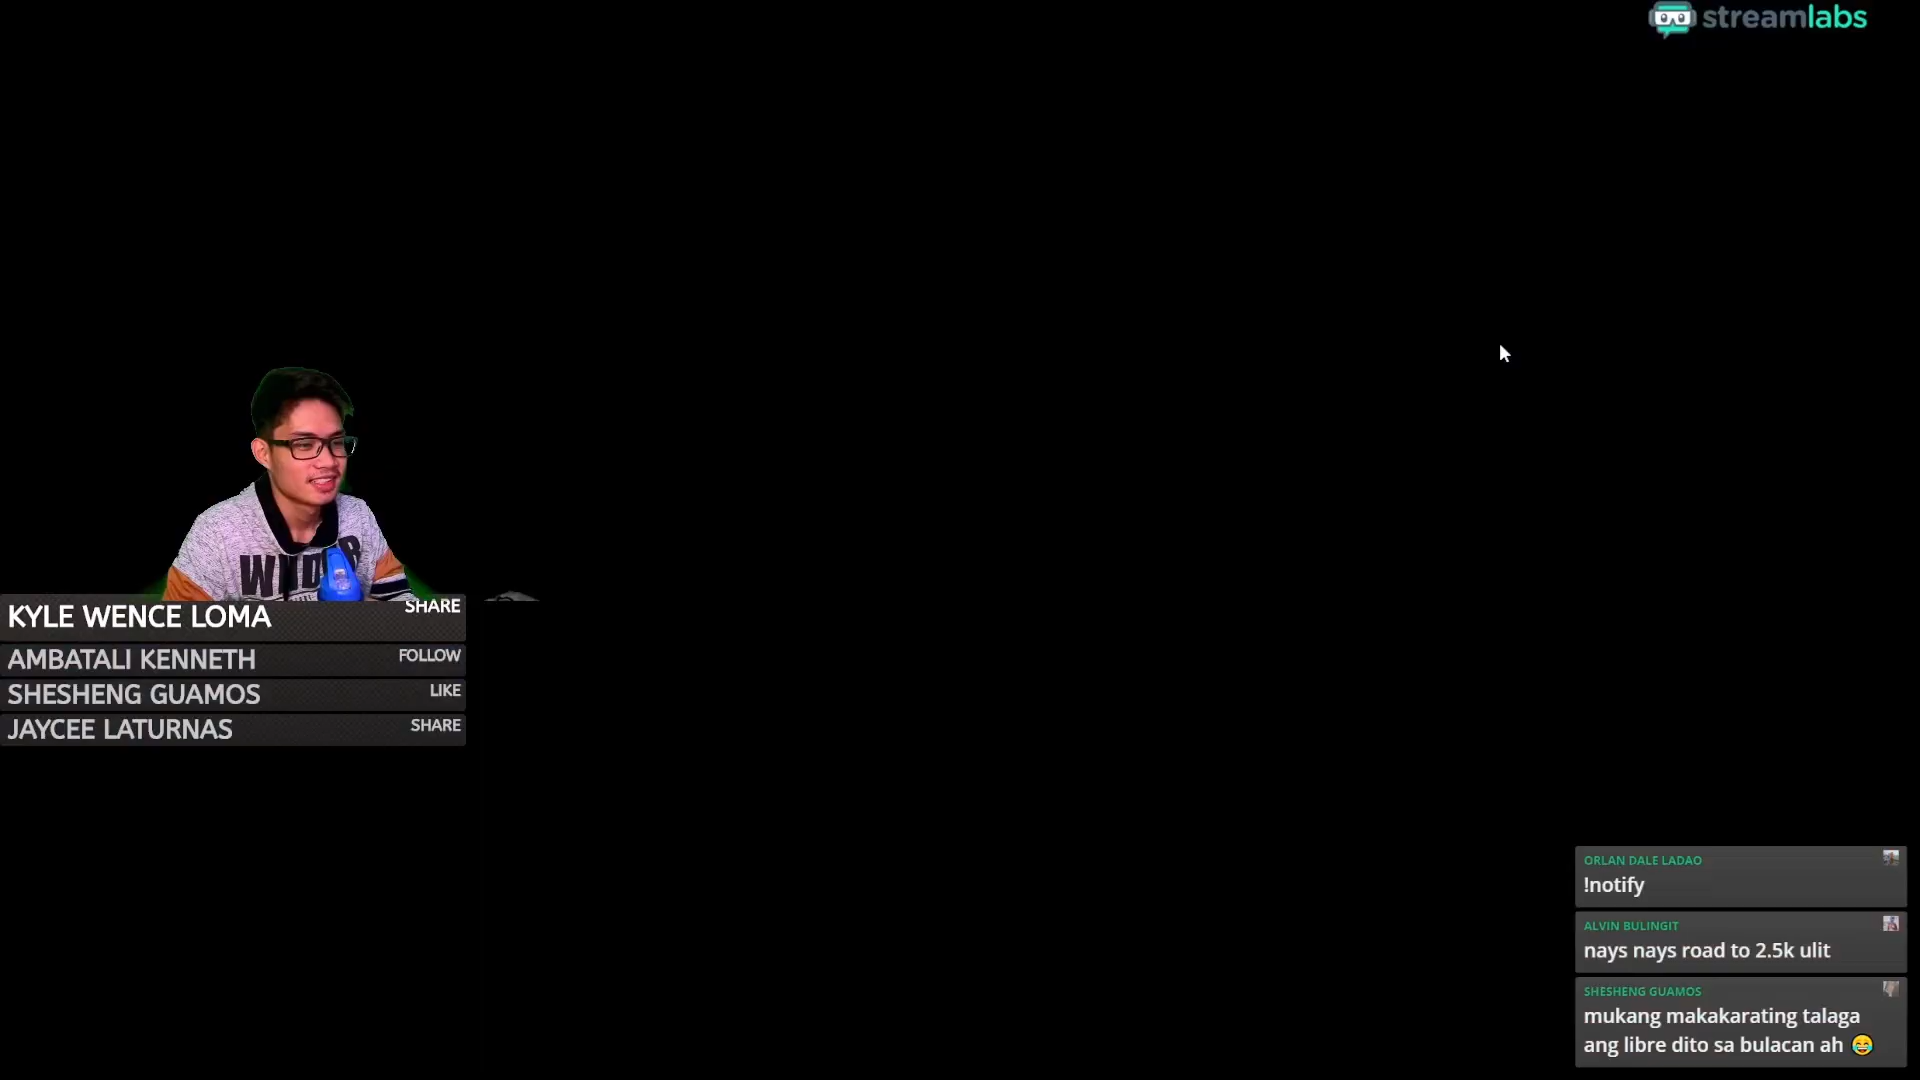 streamlabs
KYLE WENCE LOMA SHARE
AMBATALI KENNETH FOLLOW
SHESHENG GUAMOS LIKE
JAYCEE LATURNAS SHARE
ORLAN DALE LADAO
!notify
ALVIN BULINGIT
nays nays road to 2.5k ulit
SHESHENG GUAMOS
mukang makakarating talaga
ang libre dito sa bulacan ah 😂